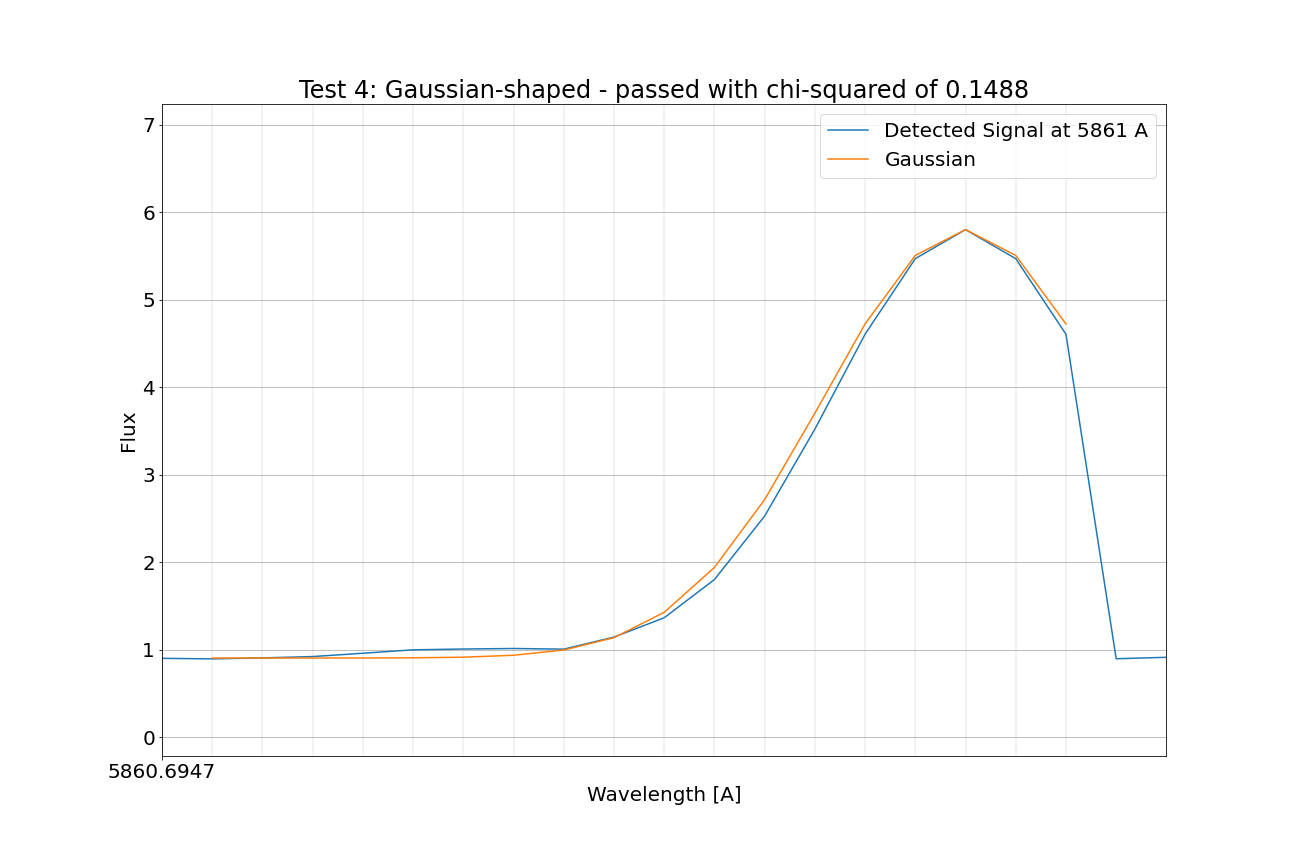 Test 4: Gaussian-shaped - passed with chi-squared of 0.1488
Detected Signal at 5861 A
Gaussian
7
6
5
4
3
2
1
0
Flux
5860.6947
Wavelength [A]